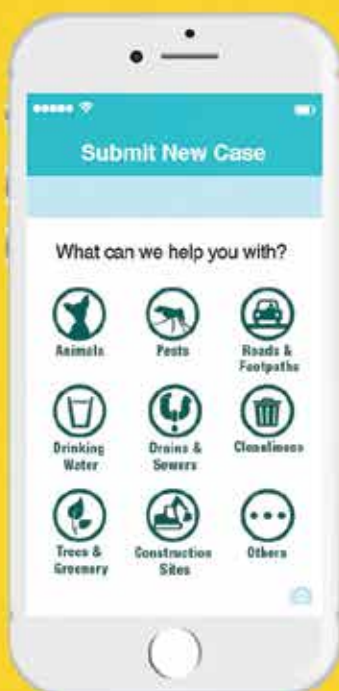 Submit New Case
What can we help you with?
Animals
Pests
Roads &
Footpaths
Drinking
Water
Drains &
Sewers
Cleanliness
Trees &
Greenery
Construction
Sites
Others